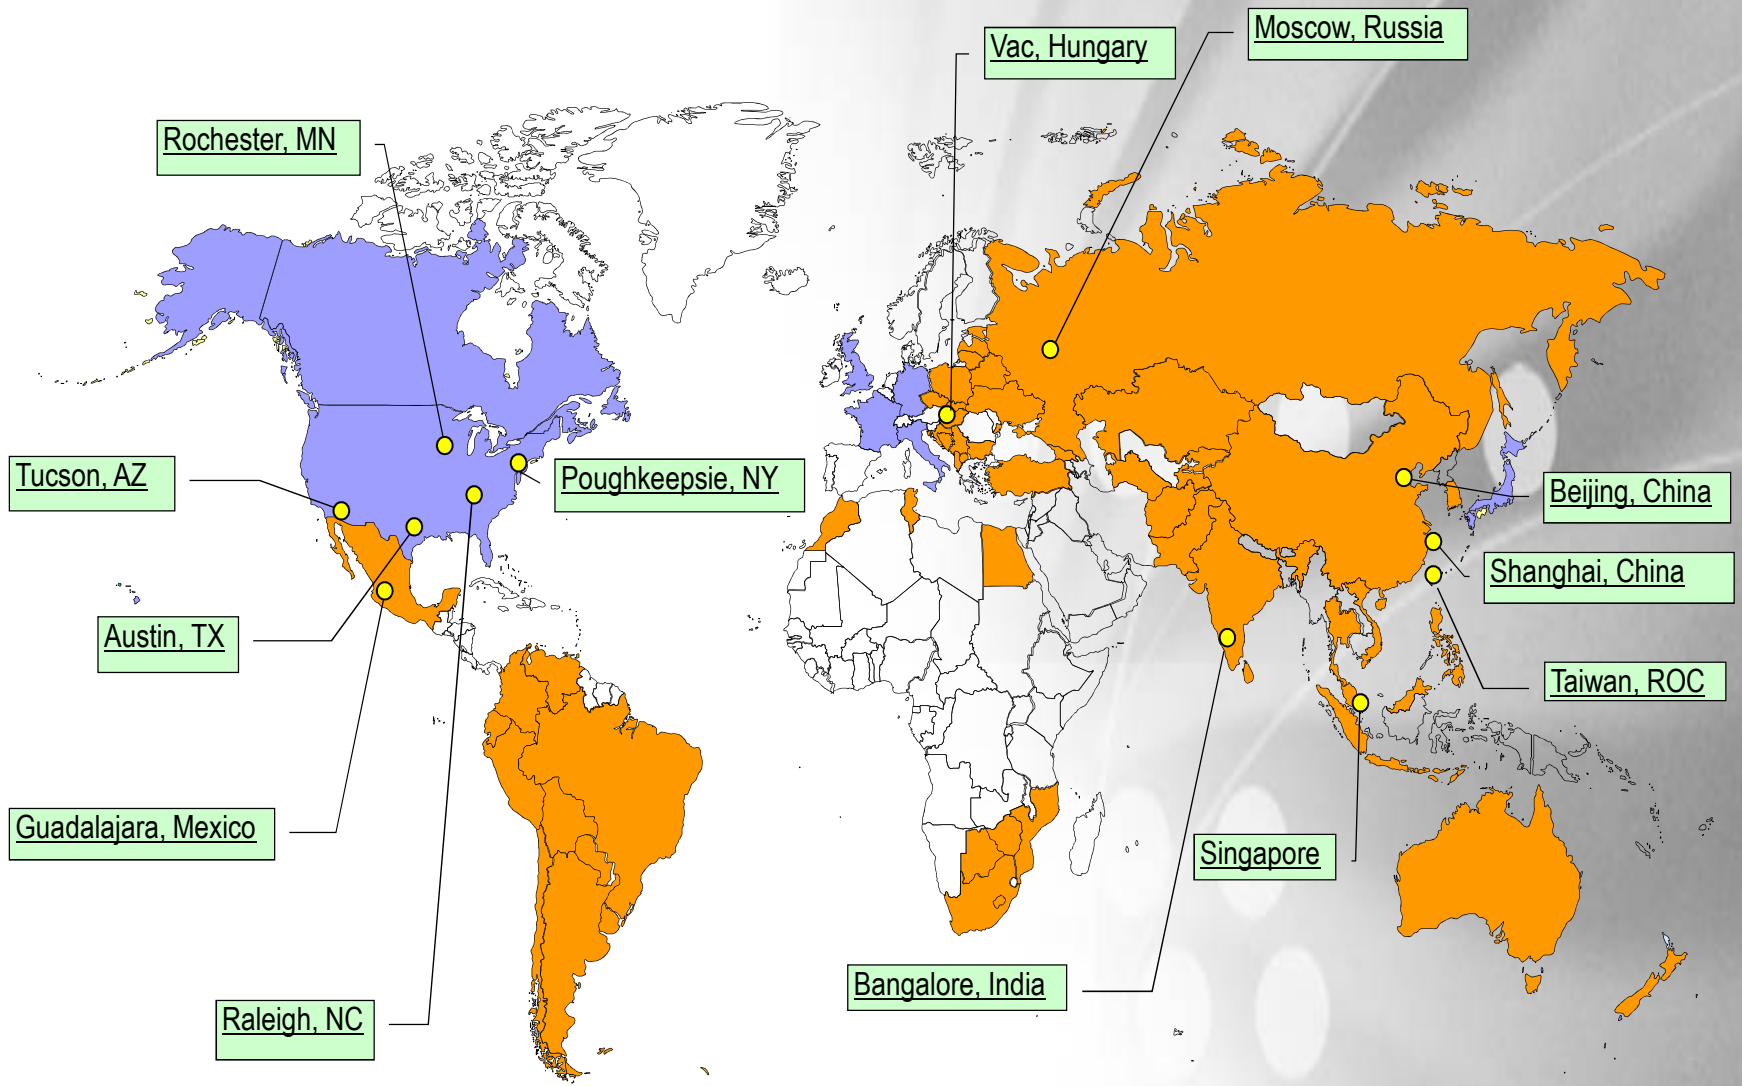 Moscow, Russia
Vac, Hungary
Rochester, MN
Tucson, AZ
Poughkeepsie, NY
Beijing, China
Shanghai, China
Austin, TX
Taiwan, ROC
Guadalajara, Mexico
Singapore
Bangalore, India
Raleigh, NC